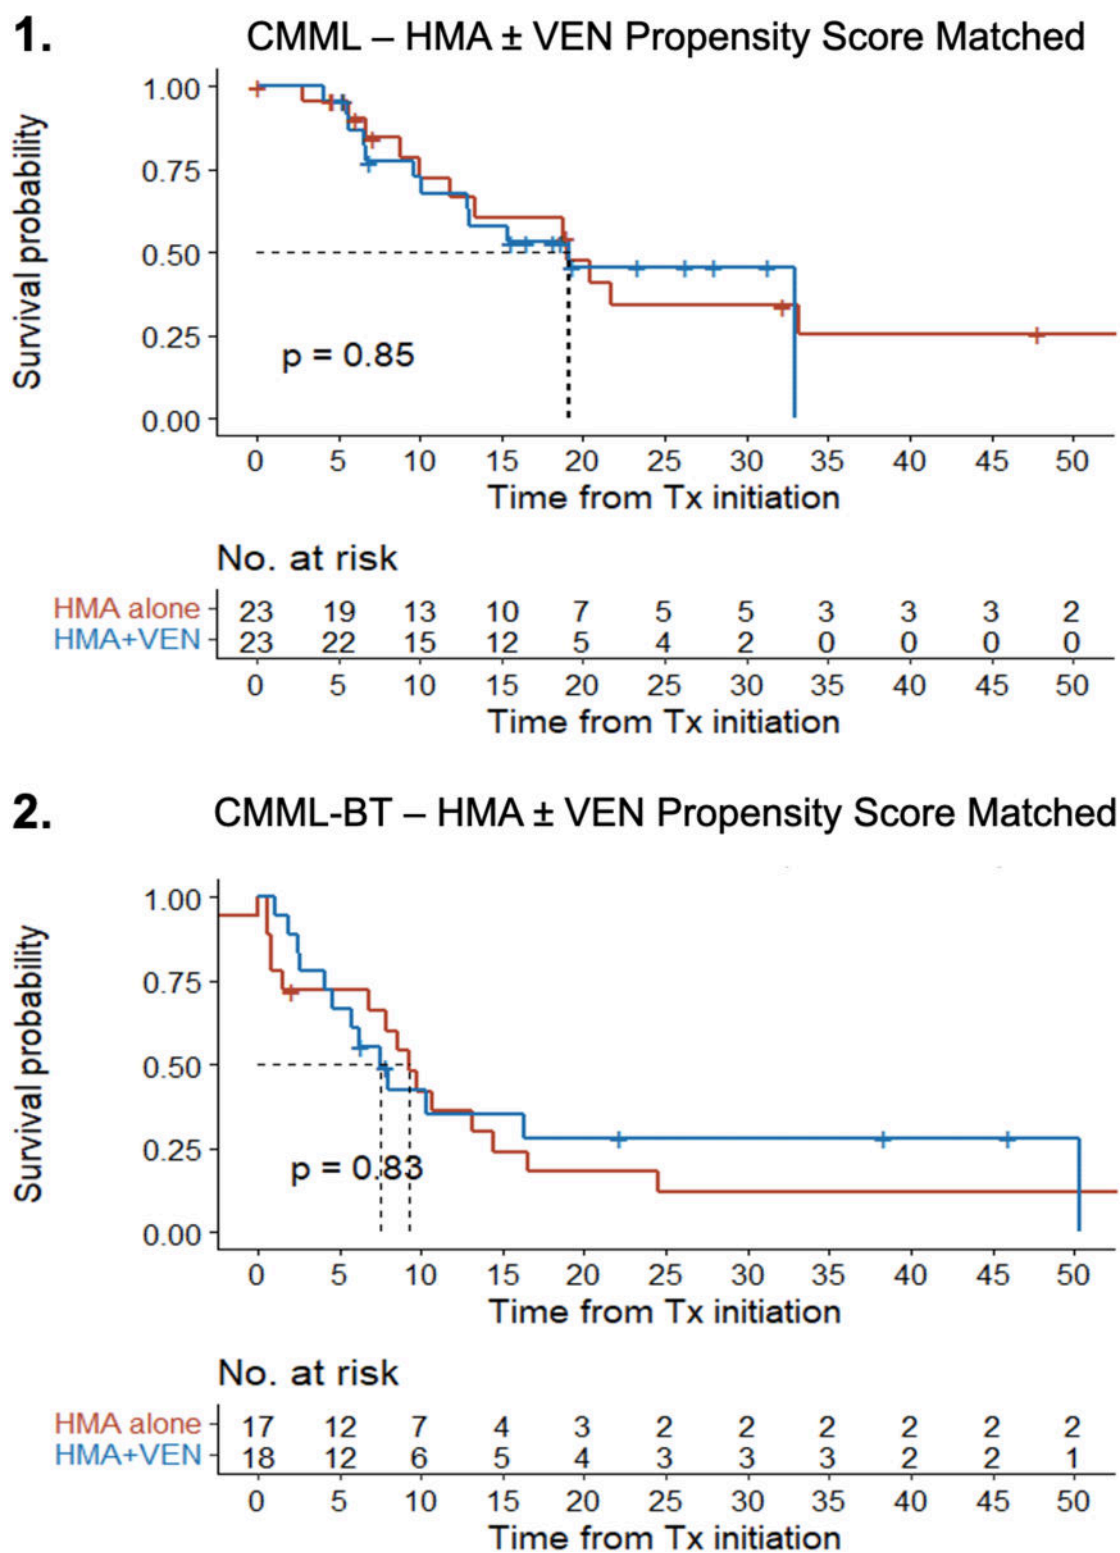 1. CMML – HMA ± VEN Propensity Score Matched
Survival probability
1.00
0.75
0.50
0.25
0.00
p = 0.85
0 5 10 15 20 25 30 35 40 45 50
Time from Tx initiation
No. at risk
HMA alone 23 19 13 10 7 5 5 3 3 3 2
HMA+VEN 23 22 15 12 5 4 2 0 0 0 0
0 5 10 15 20 25 30 35 40 45 50
Time from Tx initiation
2. CMML-BT – HMA ± VEN Propensity Score Matched
Survival probability
1.00
0.75
0.50
0.25
0.00
p = 0.83
0 5 10 15 20 25 30 35 40 45 50
Time from Tx initiation
No. at risk
HMA alone 17 12 7 4 3 2 2 2 2 2 2
HMA+VEN 18 12 6 5 4 3 3 3 2 2 1
0 5 10 15 20 25 30 35 40 45 50
Time from Tx initiation